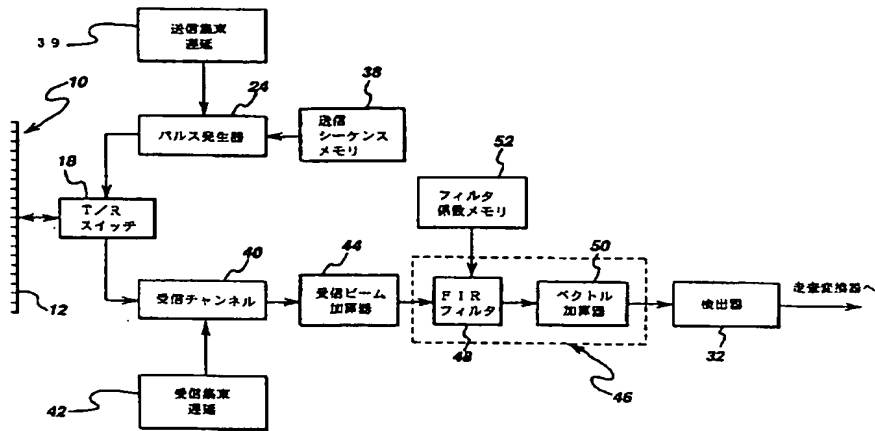 送信集束
遅延
39
10
24
38
パルス発生器
送信
シーケンス
メモリ
18
T/R
スイッチ
52
フィルタ
係数メモリ
40
44
50
受信チャンネル
受信ビーム
加算器
FIR
フィルタ
ベクトル
加算器
検出器
走査変換器へ
12
48
32
46
受信集束
遅延
42